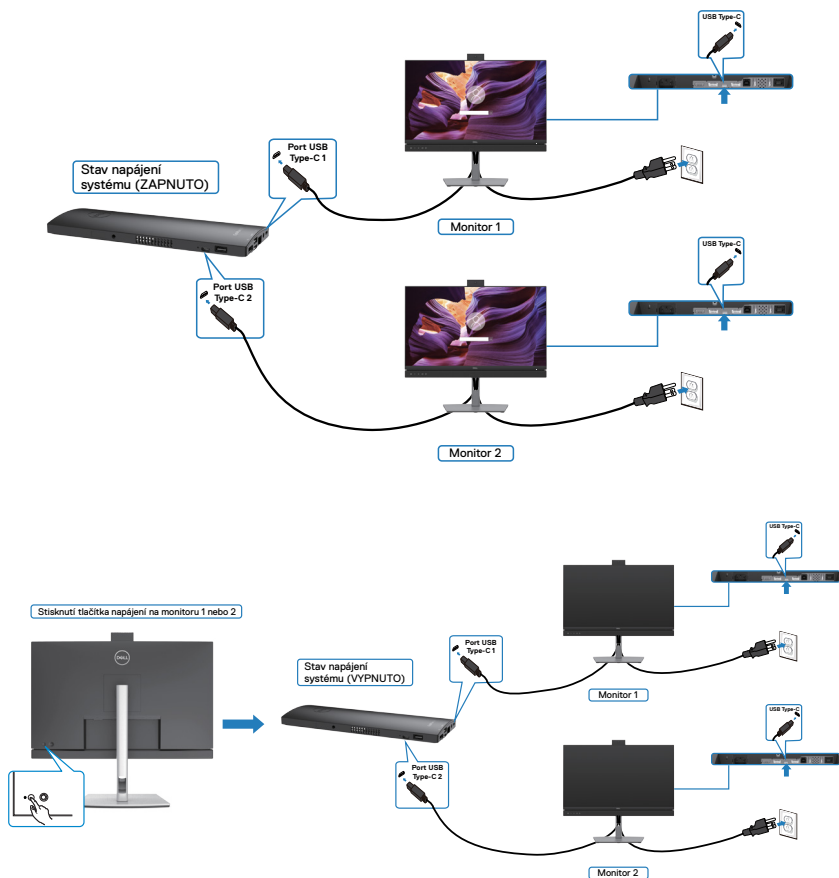 USB Type-C
Port USB
Type-C 1
Stav napájení
systému (ZAPNUTO)
Monitor 1
USB Type-C
Port USB
Type-C 2
Monitor 2
USB Type-C
Stisknutí tlačítka napájení na monitoru 1 nebo 2
DELL
Port USB
Type-C 1
Stav napájení
systému (VYPNUTO)
Monitor 1
USB Type-C
Port USB
Type-C 2
Monitor 2